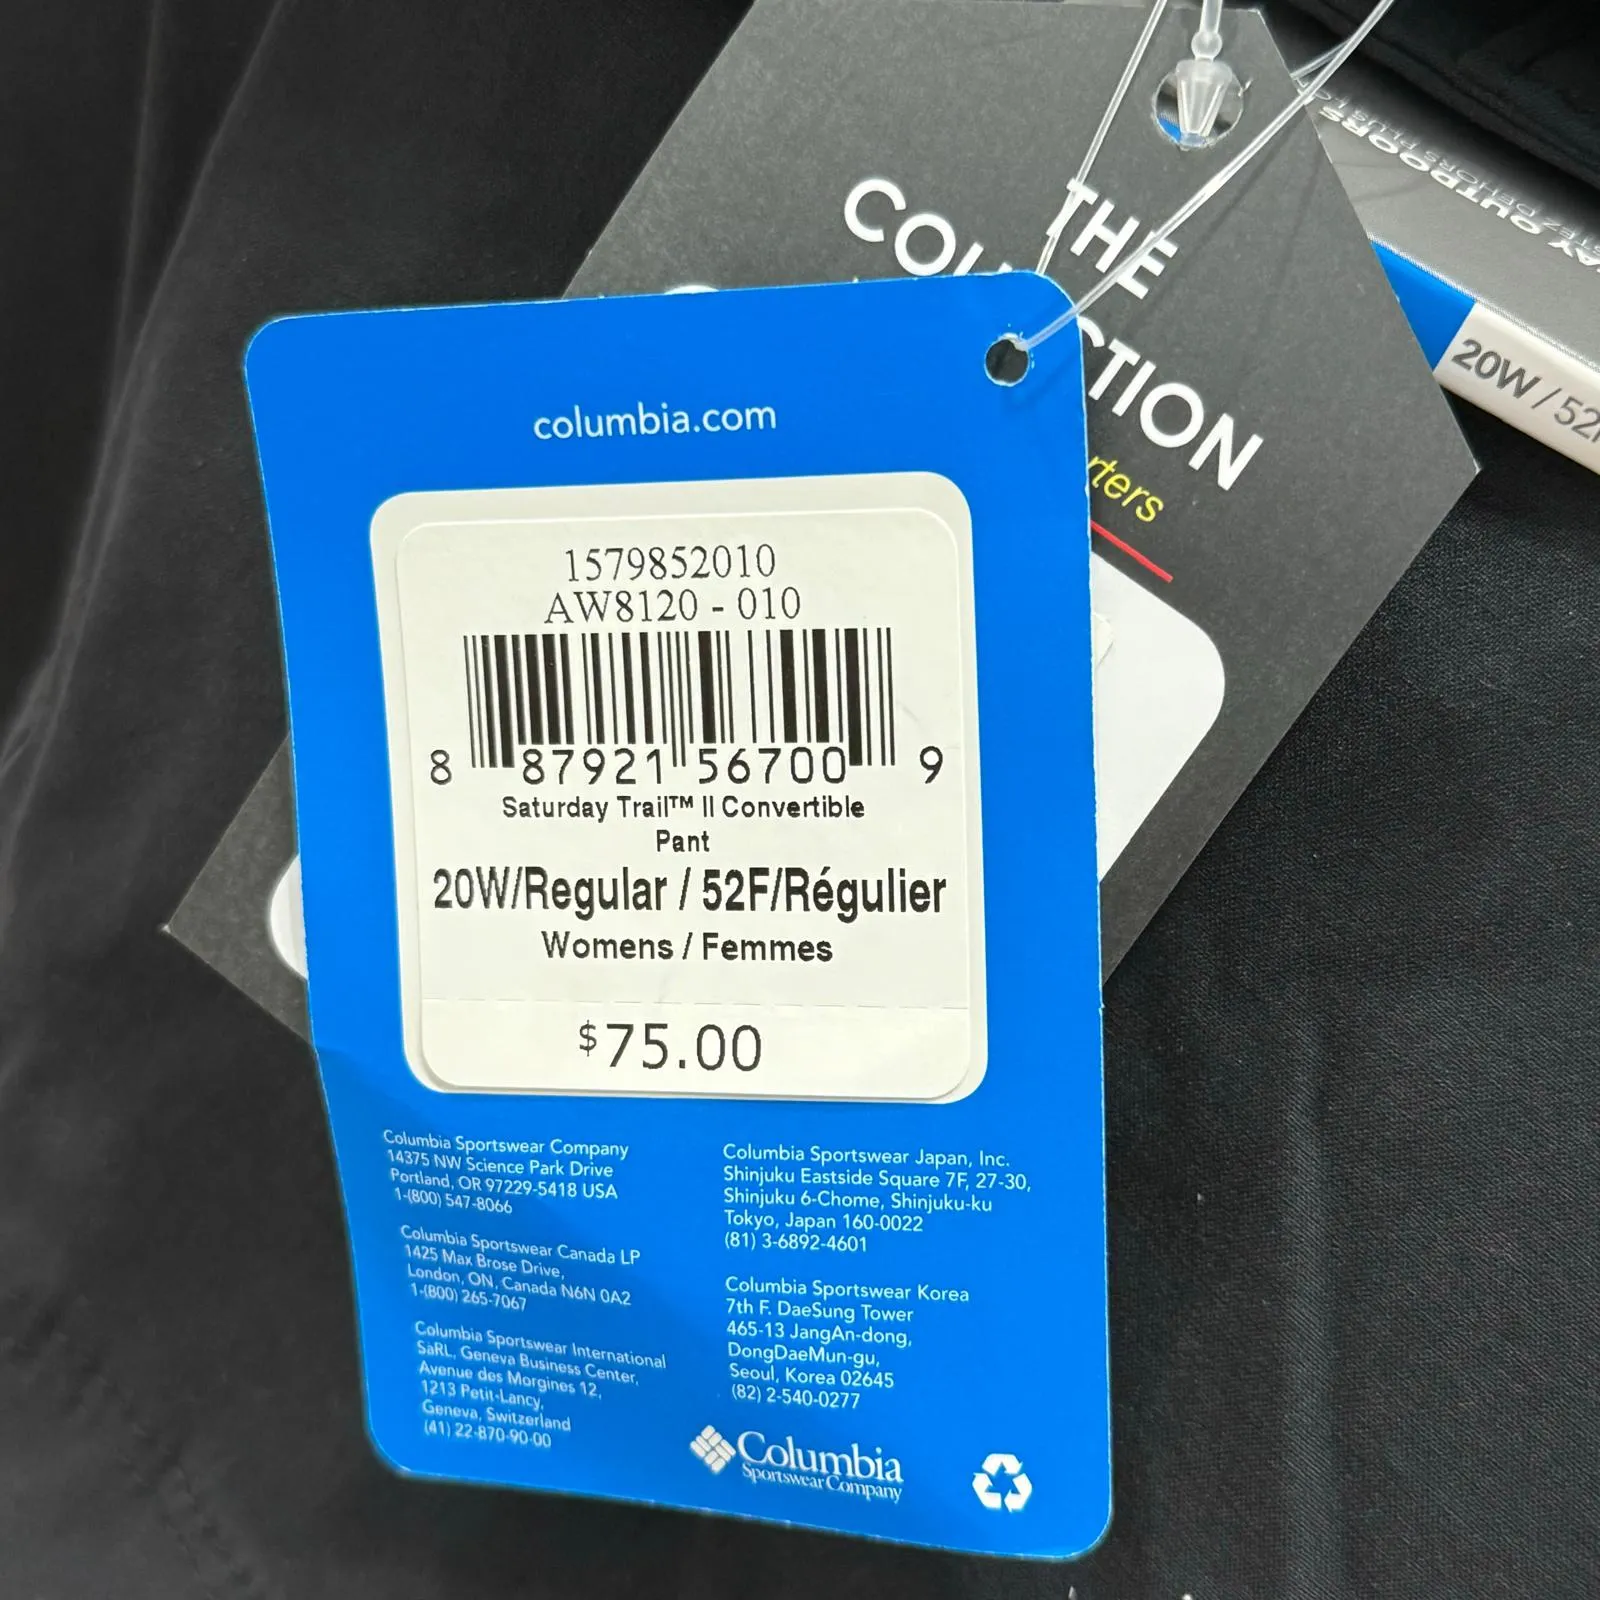 THE
COL CTION
rters
OUTDOORS
20W / 52
columbia.com
1579852010
AW8120 - 010
8 87921 56700 9
Saturday Trail™ II Convertible
Pant
20W/Regular / 52F/Régulier
Womens / Femmes
$75.00
Columbia Sportswear Company
14375 NW Science Park Drive
Portland, OR 97229-5418 USA
1-(800) 547-8066
Columbia Sportswear Canada LP
1425 Max Brose Drive,
London, ON, Canada N6N 0A2
1-(800) 265-7067
Columbia Sportswear International
SàRL, Geneva Business Center,
Avenue des Morgines 12,
1213 Petit-Lancy,
Geneva, Switzerland
(41) 22-870-90-00
Columbia Sportswear Japan, Inc.
Shinjuku Eastside Square 7F, 27-30,
Shinjuku 6-Chome, Shinjuku-ku
Tokyo, Japan 160-0022
(81) 3-6892-4601
Columbia Sportswear Korea
7th F. DaeSung Tower
465-13 JangAn-dong,
DongDaeMun-gu,
Seoul, Korea 02645
(82) 2-540-0277
Columbia
Sportswear Company